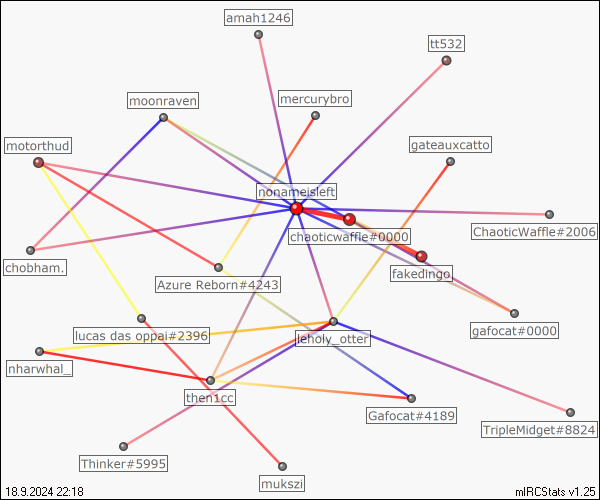 amah1246
tt532
moonraven
mercurybro
motorthud
gateauxcatto
nonameisleft
ChaoticWaffle#2006
chaoticwaffle#0000
chobham.
fakedingo
Azure Reborn#4243
gafocat#0000
lucas das oppai#2396
leholy_otter
nharwhal_
then1cc
Gafocat#4189
TripleMidget#8824
Thinker#5995
mukszi
18.9.2024 22:18
mIRCStats v1.25